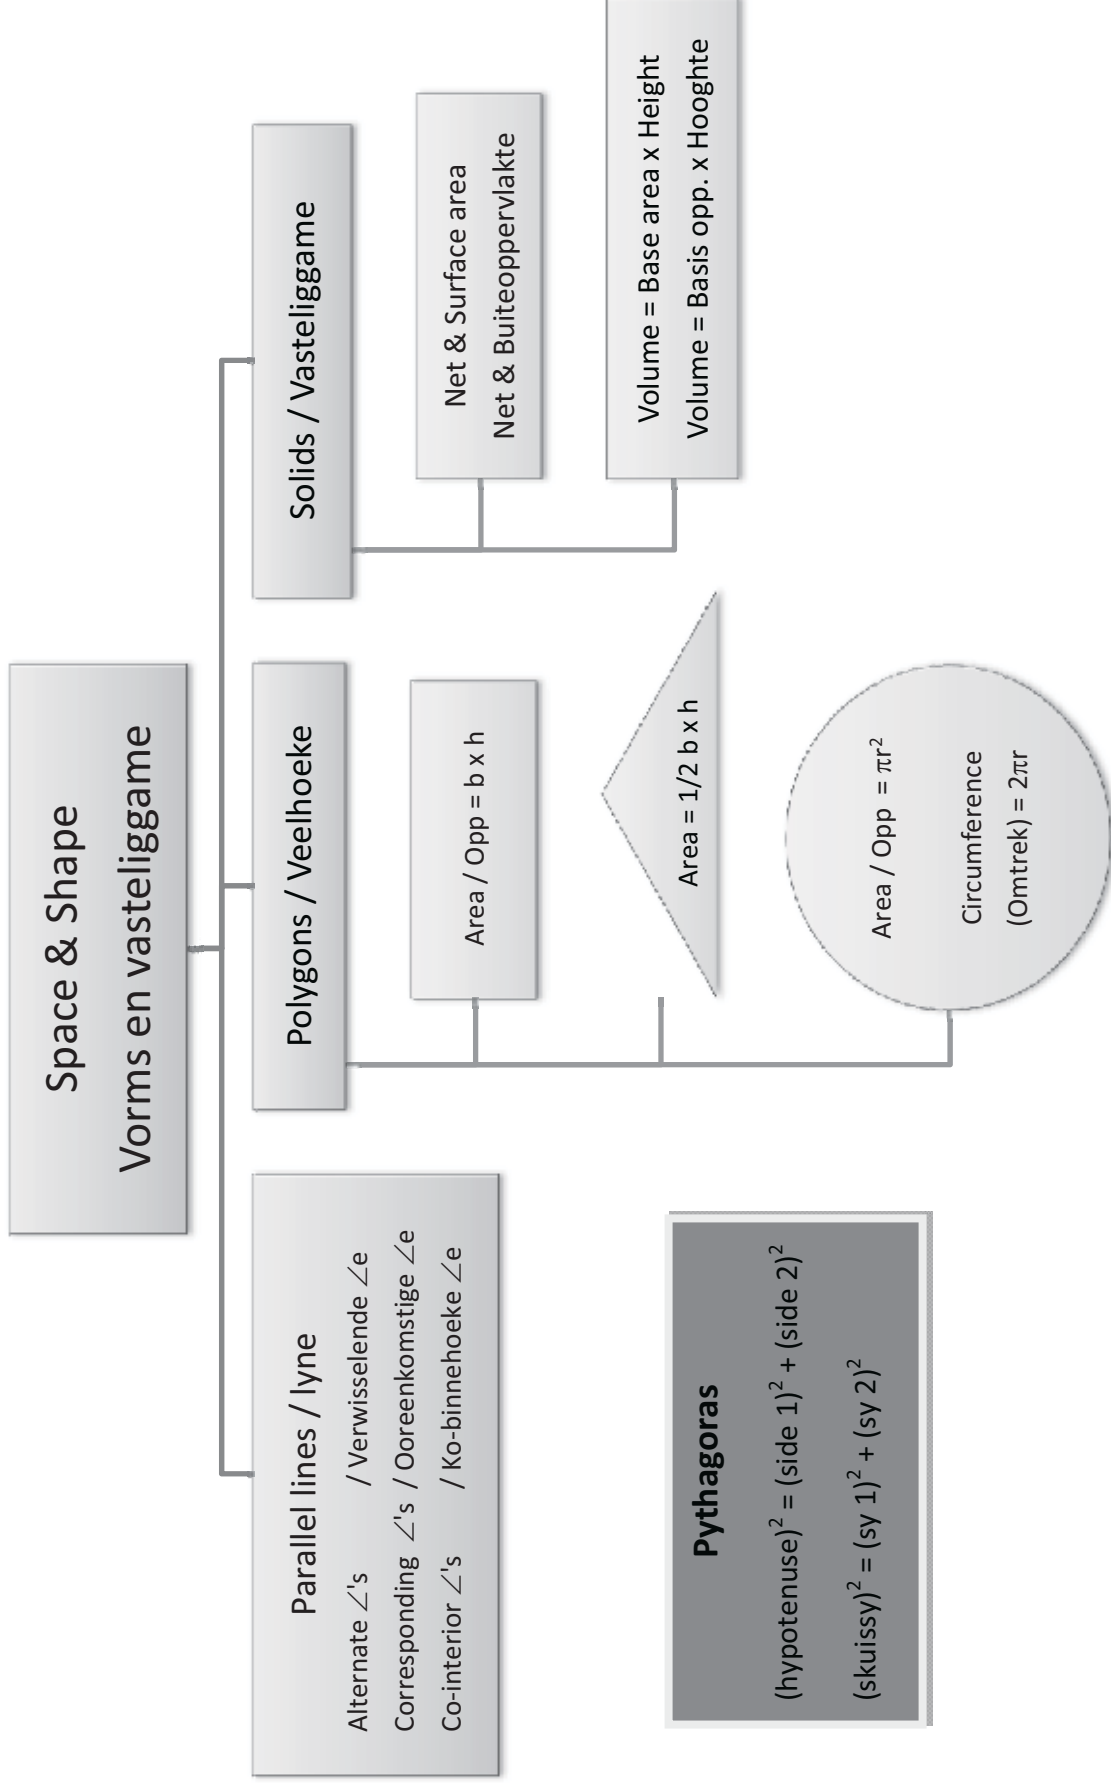 Space & Shape
Vorms en vasteliggame
Parallel lines / lyne
Alternate ∠'s / Verwisselende ∠e
Corresponding ∠'s / Ooreenkomstige ∠e
Co-interior ∠'s / Ko-binnehoeke ∠e
Polygons / Veelhoeke
Area / Opp = b x h
Area = 1/2 b x h
Area / Opp = πr²
Circumference
(Omtrek) = 2πr
Solids / Vasteliggame
Net & Surface area
Net & Buiteoppervlakte
Volume = Base area x Height
Volume = Basis opp. x Hooghte
Pythagoras
(hypotenuse)² = (side 1)² + (side 2)²
(skuissy)² = (sy 1)² + (sy 2)²